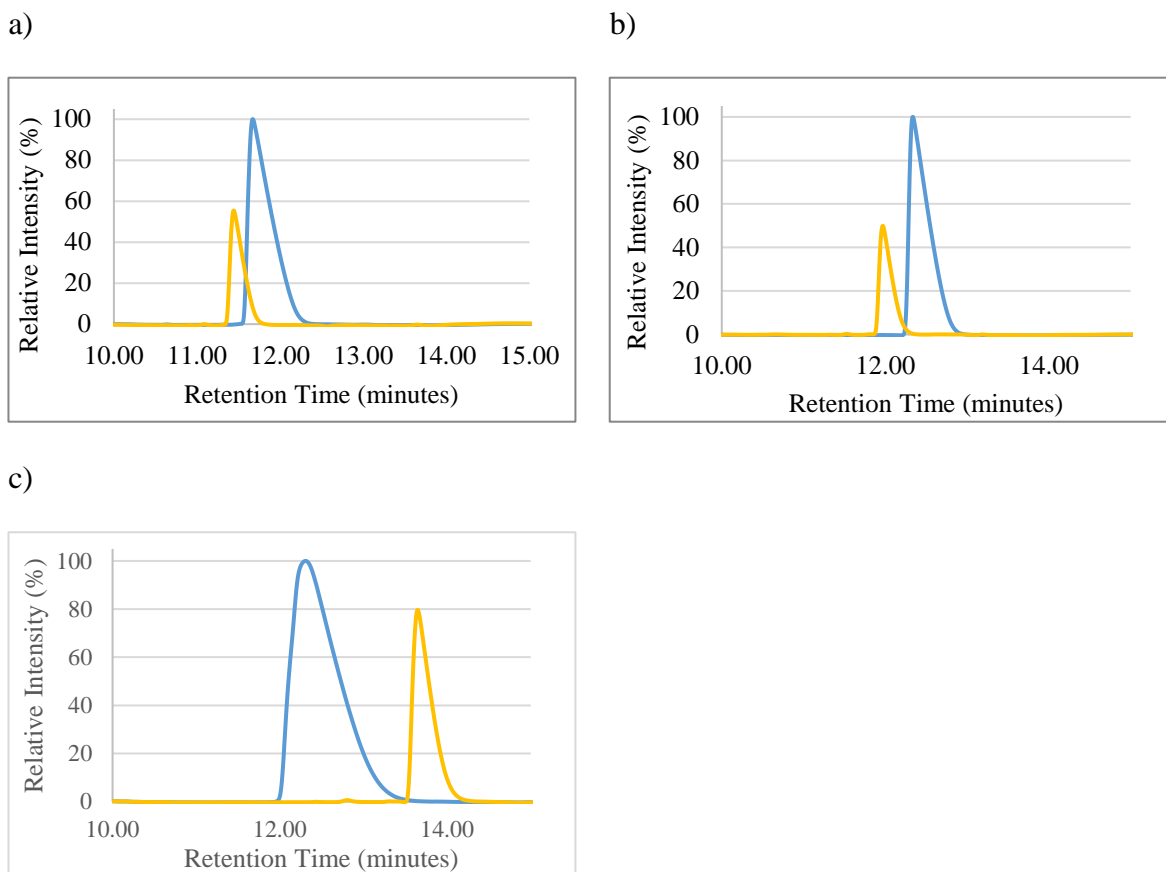 a)
b)
Relative Intensity (%)
100
80
60
40
20
0
10.00 11.00 12.00 13.00 14.00 15.00
Retention Time (minutes)
Relative Intensity (%)
100
80
60
40
20
0
10.00 12.00 14.00
Retention Time (minutes)
c)
Relative Intensity (%)
100
80
60
40
20
0
10.00 12.00 14.00
Retention Time (minutes)